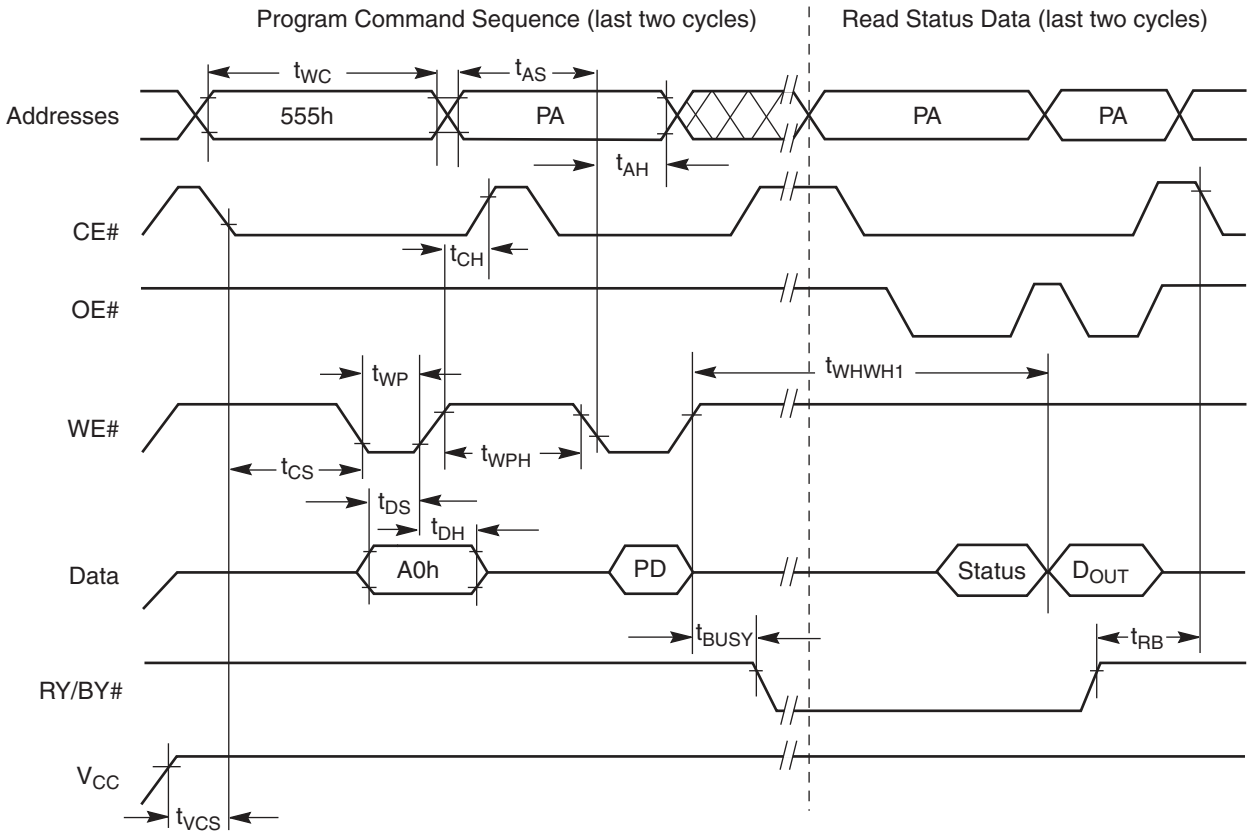 Program Command Sequence (last two cycles) Read Status Data (last two cycles)
tWC tAS
Addresses 555h PA PA PA
tAH
CE#
tCH
OE#
tWP tWHWH1
WE#
tCS tWPH
tDS
tDH
Data A0h PD Status DOUT
tBUSY tRB
RY/BY#
VCC
tVCS